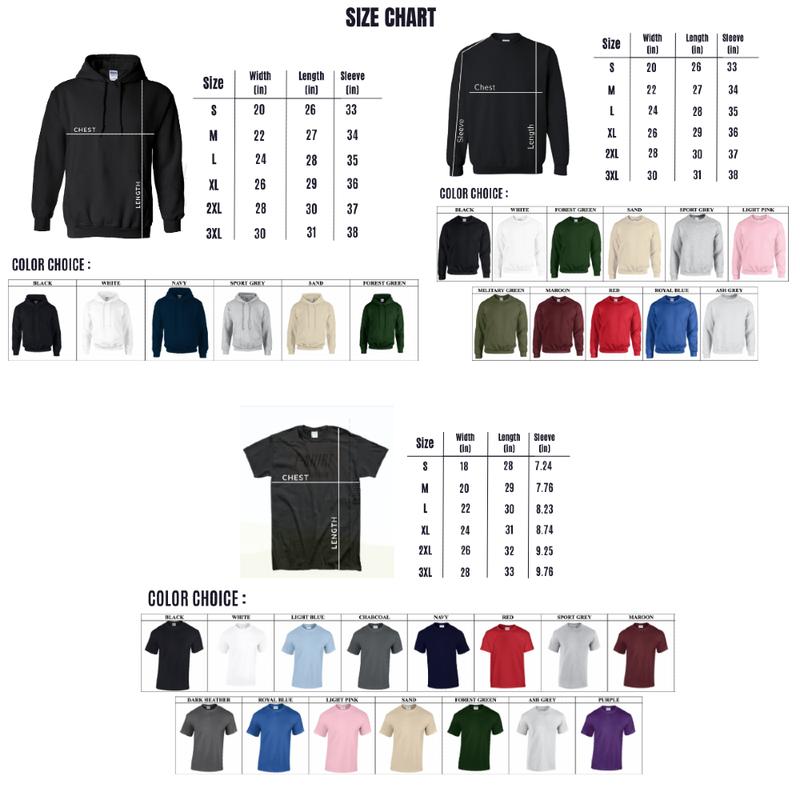 SIZE CHART
Size Width (in) Length (in) Sleeve (in)
S 20 26 33
M 22 27 34
L 24 28 35
XL 26 29 36
2XL 28 30 37
3XL 30 31 38
CHEST
LENGTH
COLOR CHOICE :
BLACK WHITE NAVY SPORT GREY SAND FOREST GREEN
Size Width (in) Length (in) Sleeve (in)
S 20 26 33
M 22 27 34
L 24 28 35
XL 26 29 36
2XL 28 30 37
3XL 30 31 38
Chest
Sleeve
Length
COLOR CHOICE :
BLACK WHITE FOREST GREEN SAND SPORT GREY LIGHT PINK
MILITARY GREEN MAROON RED ROYAL BLUE ASH GREY
Size Width (in) Length (in) Sleeve (in)
S 18 28 7.24
M 20 29 7.76
L 22 30 8.23
XL 24 31 8.74
2XL 26 32 9.25
3XL 28 33 9.76
T-SHIRT
CHEST
LENGTH
COLOR CHOICE :
BLACK WHITE LIGHT BLUE CHARCOAL NAVY RED SPORT GREY MAROON
DARK HEATHER ROYAL BLUE LIGHT PINK SAND FOREST GREEN ASH GREY PURPLE